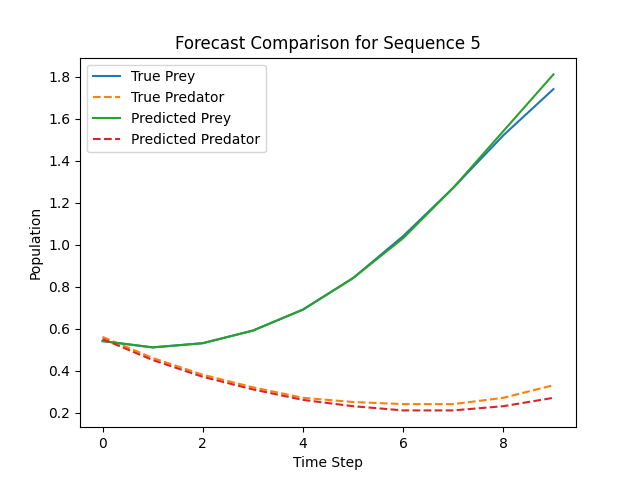 Forecast Comparison for Sequence 5
True Prey
True Predator
Predicted Prey
Predicted Predator
Population
1.8
1.6
1.4
1.2
1.0
0.8
0.6
0.4
0.2
0
2
4
6
8
Time Step